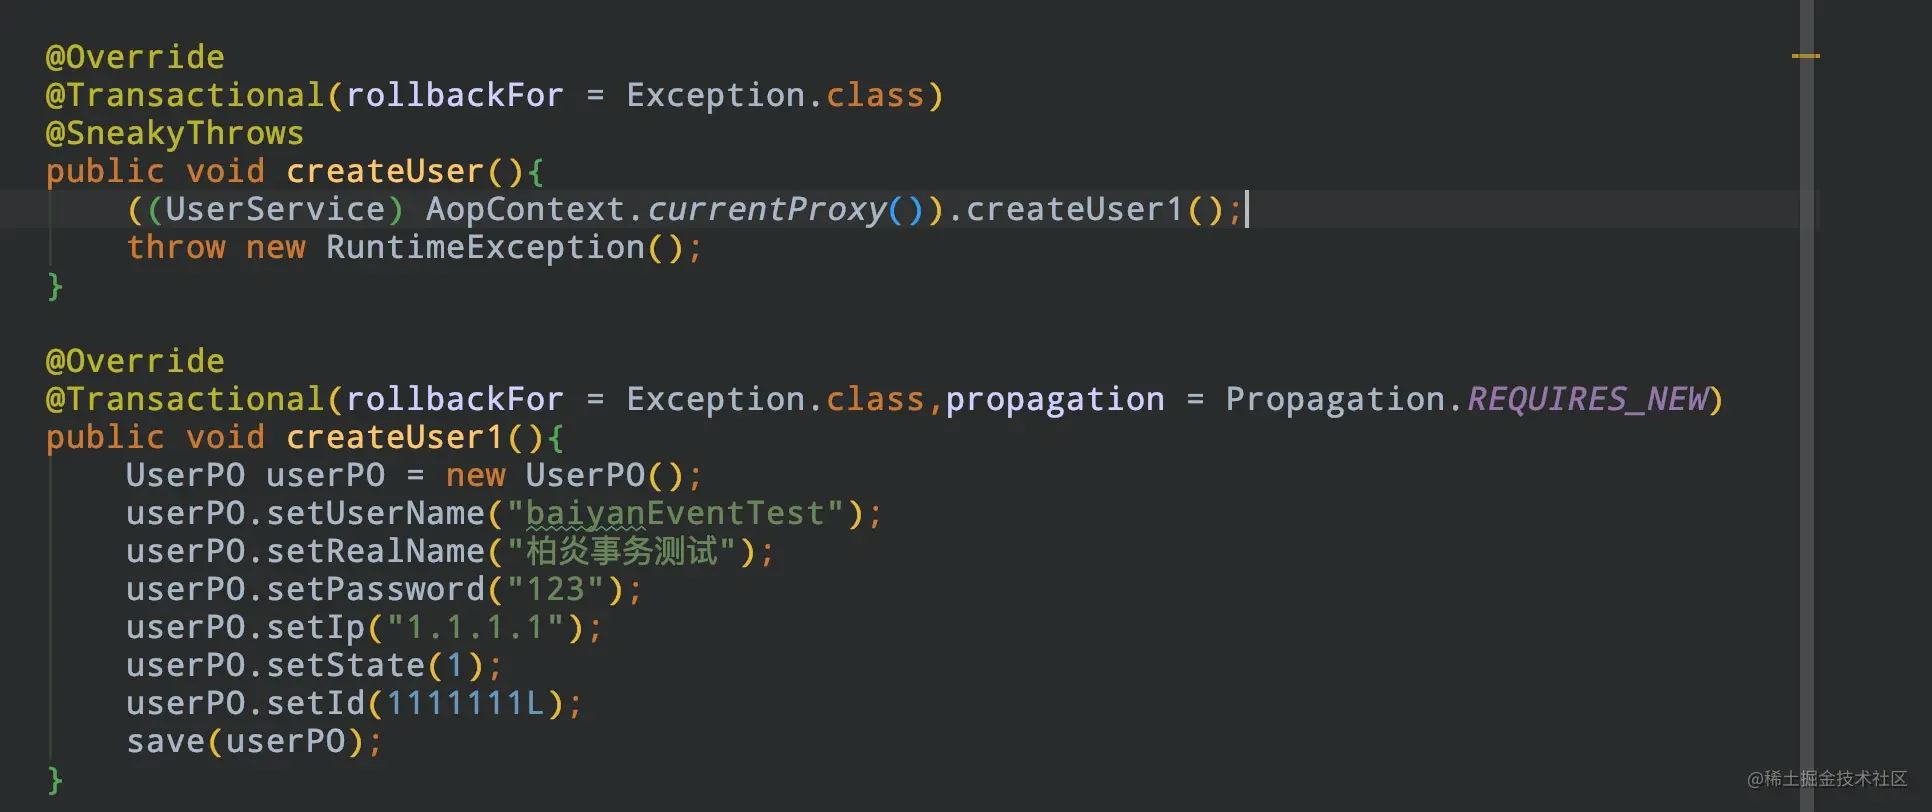 @Override
@Transactional(rollbackFor = Exception.class)
@SneakyThrows
public void createUser(){
    ((UserService) AopContext.currentProxy()).createUser1();
    throw new RuntimeException();
}
@Override
@Transactional(rollbackFor = Exception.class,propagation = Propagation.REQUIRES_NEW)
public void createUser1(){
    UserPO userPO = new UserPO();
    userPO.setUserName("baiyanEventTest");
    userPO.setRealName("柏炎事务测试");
    userPO.setPassword("123");
    userPO.setIp("1.1.1.1");
    userPO.setState(1);
    userPO.setId(1111111L);
    save(userPO);
}
@稀土掘金技术社区